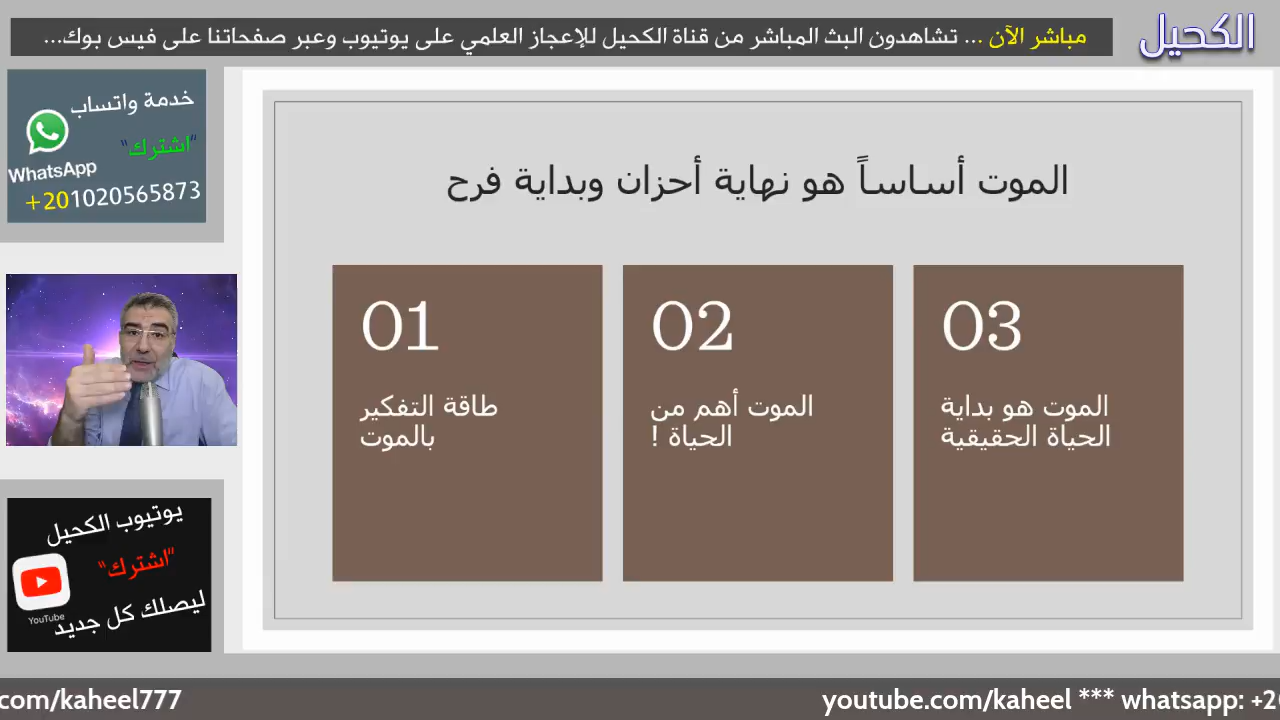 الكحيل
مباشر الآن ... تشاهدون البث المباشر من قناة الكحيل للإعجاز العلمي على يوتيوب وعبر صفحاتنا على فيس بوك...
خدمة واتساب
"اشترك"
WhatsApp
+201020565873
الموت أساساً هو نهاية أحزان وبداية فرح
01
طاقة التفكير
بالموت
02
الموت أهم من
الحياة !
03
الموت هو بداية
الحياة الحقيقية
يوتيوب الكحيل
"اشترك"
YouTube
ليصلك كل جديد
com/kaheel777
youtube.com/kaheel *** whatsapp: +2